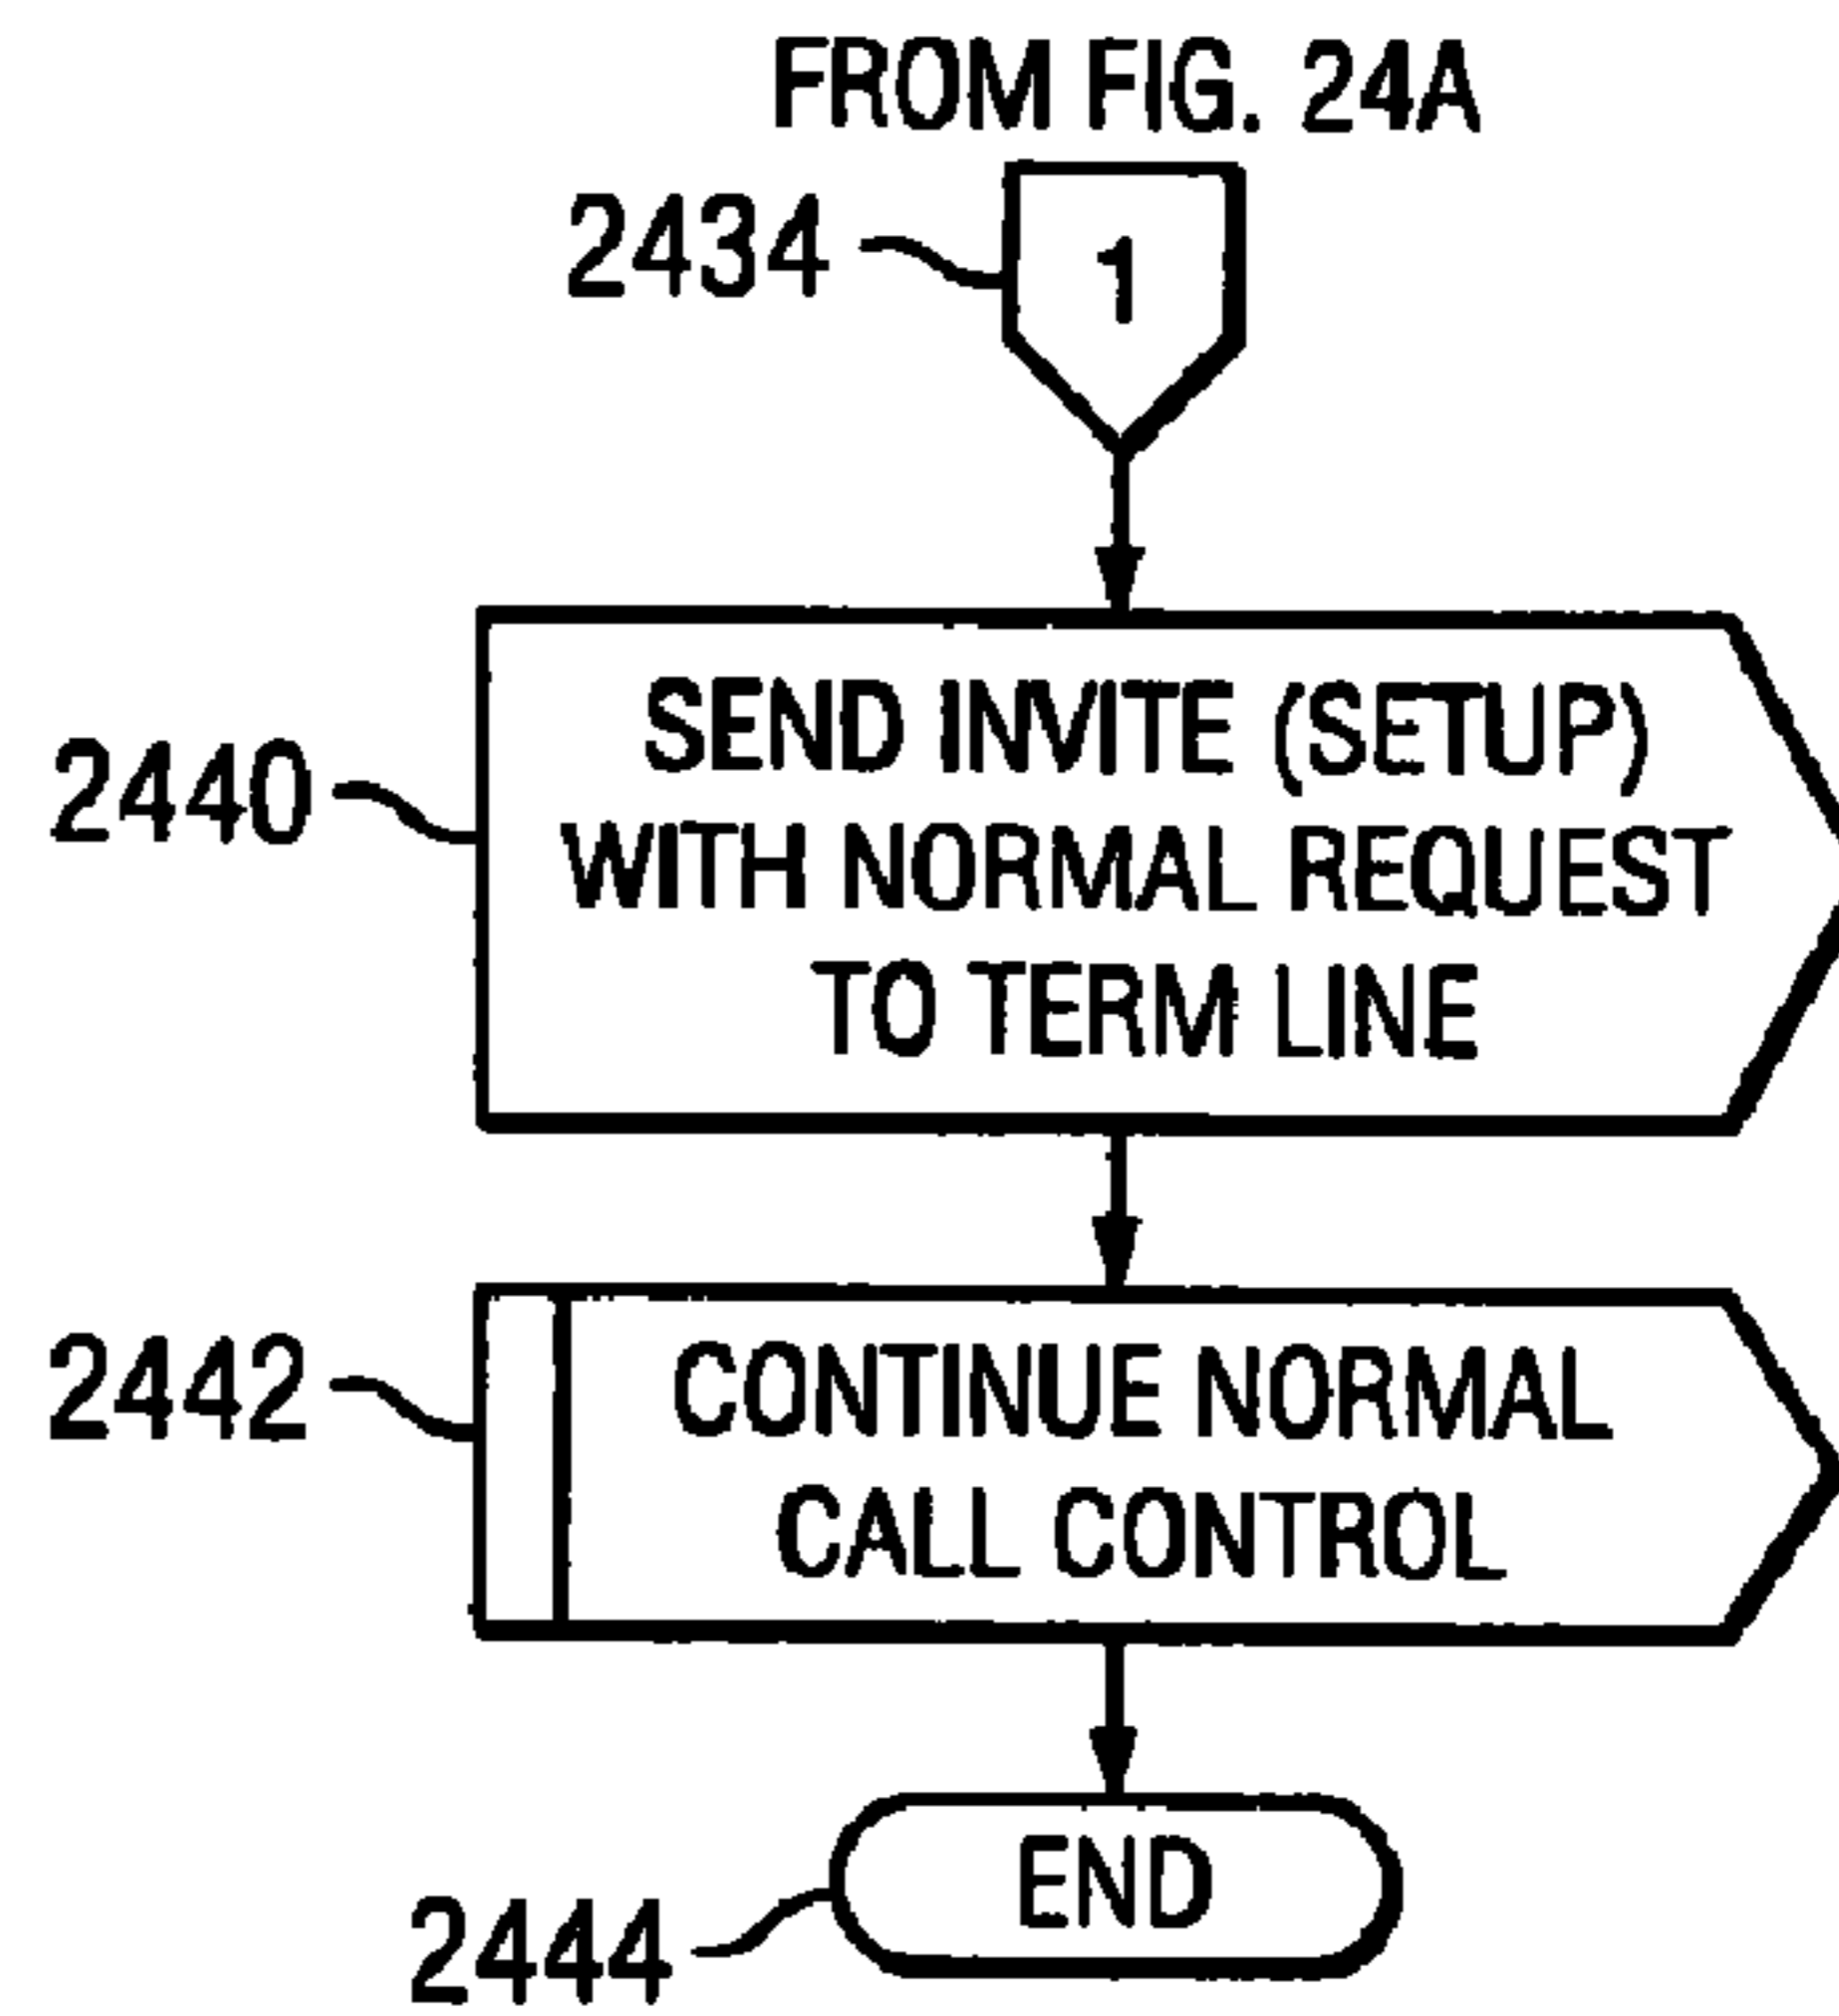 FROM FIG. 24A
2434
1
2440
SEND INVITE (SETUP)
WITH NORMAL REQUEST
TO TERM LINE
2442
CONTINUE NORMAL
CALL CONTROL
END
2444